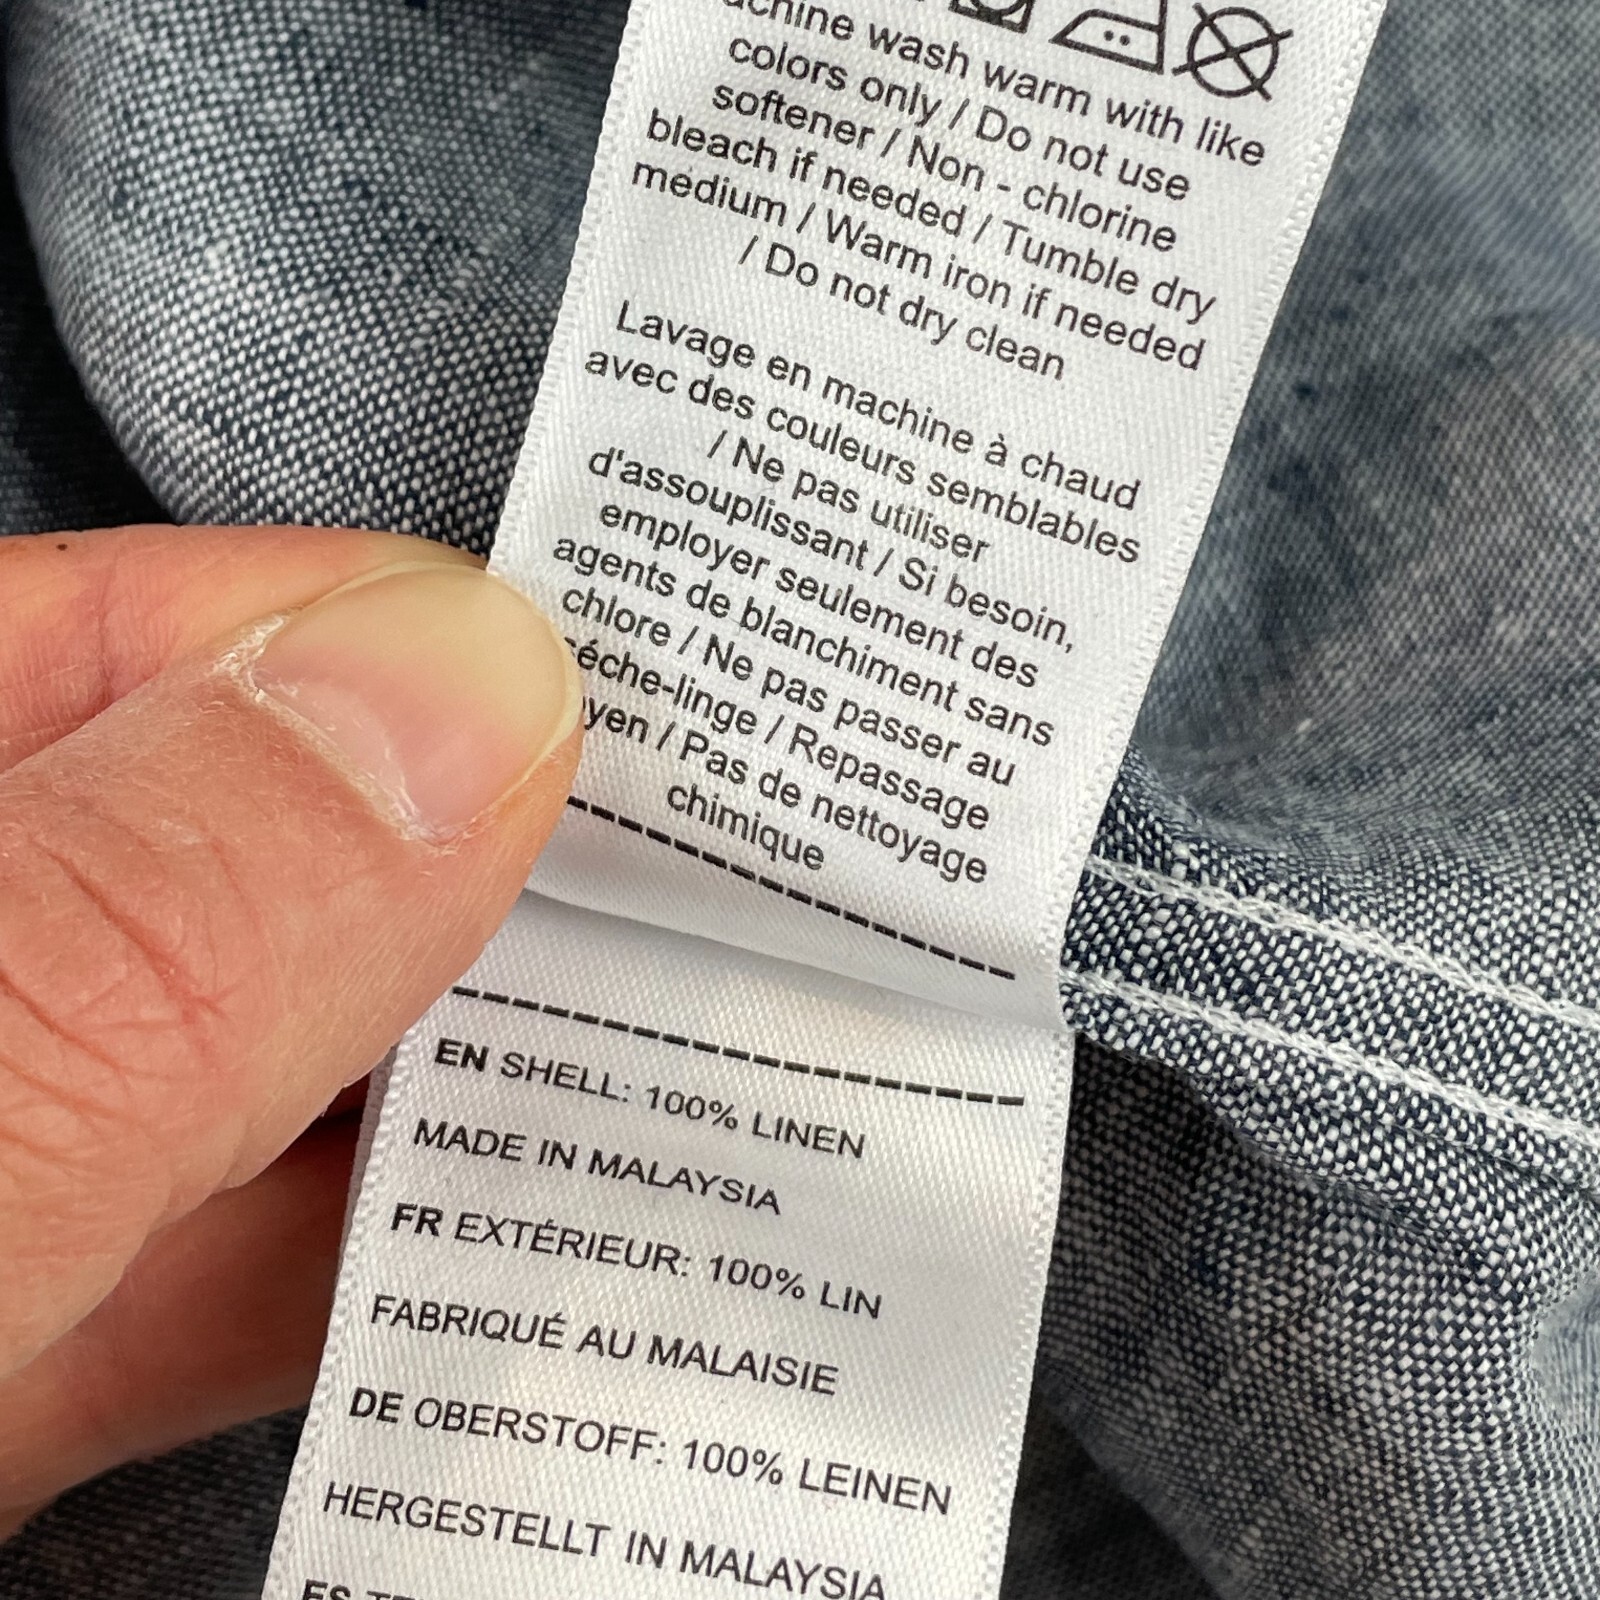 wash warm with like
colors only / Do not use
softener / Non - chlorine
bleach if needed / Tumble dry
medium / Warm iron if needed
/ Do not dry clean
Lavage en machine à chaud
avec des couleurs semblables
/ Ne pas utiliser
d'assouplissant / Si besoin,
employer seulement des
agents de blanchiment sans
chlore / Ne pas passer au
séche-linge / Repassage
/ Pas de nettoyage
chimique
EN SHELL: 100% LINEN
MADE IN MALAYSIA
FR EXTÉRIEUR: 100% LIN
FABRIQUÉ AU MALAISIE
DE OBERSTOFF: 100% LEINEN
HERGESTELLT IN MALAYSIA
ES